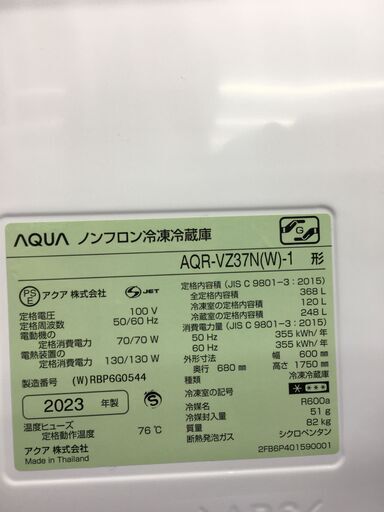 AQUA ノンフロン冷凍冷蔵庫
AQR-VZ37N(W)-1 形
PS E アクア 株式会社 S JET
定格電圧 100 V
定格周波数 50/60 Hz
電動機の
定格消費電力 70/70 W
電熱装置の
定格消費電力 130/130 W
製造番号 (W)RBP6G0544
2023 年製
温度ヒューズ
定格動作温度 76℃
アクア 株式会社
Made in Thailand
G
定格内容積 (JIS C 9801-3:2015)
全定格内容積 368 L
冷凍室の定格内容積 120 L
冷蔵室の定格内容積 248 L
消費電力量 (JIS C 9801-3:2015)
50 Hz 355 kWh/年
60 Hz 355 kWh/年
外形寸法 幅 600 mm
奥行 680 mm 高さ 1750 mm
種類 冷凍冷蔵庫
冷凍室の記号
冷媒名 R600a
冷媒封入量 51 g
質量 82 kg
断熱発泡ガス シクロペンタン
2FB6P401590001